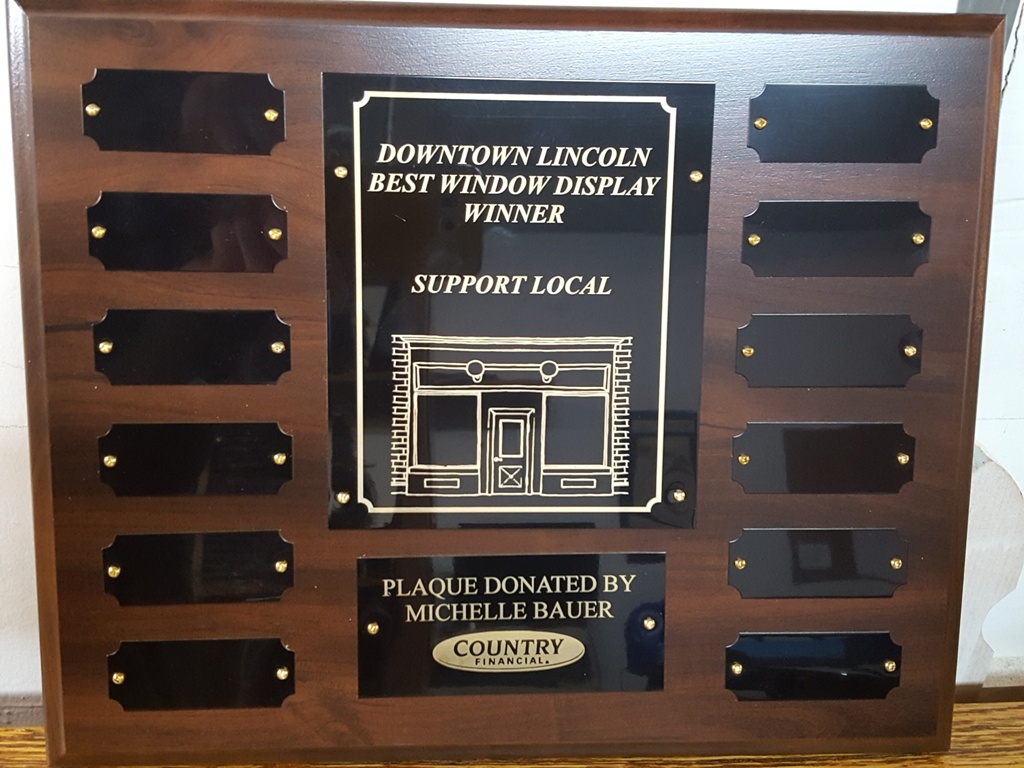 DOWNTOWN LINCOLN
BEST WINDOW DISPLAY
WINNER
SUPPORT LOCAL
PLAQUE DONATED BY
MICHELLE BAUER
COUNTRY
FINANCIAL®